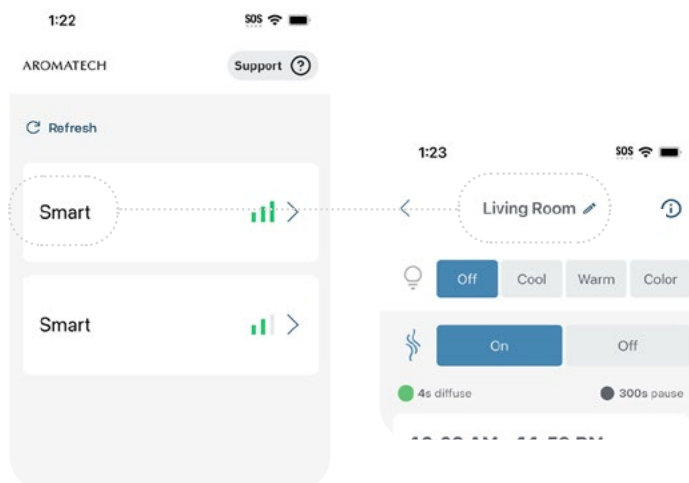 1:22
SOS
AROMATECH
Support
Refresh
Smart
Smart
1:23
SOS
Living Room
Off Cool Warm Color
On Off
4s diffuse 300s pause